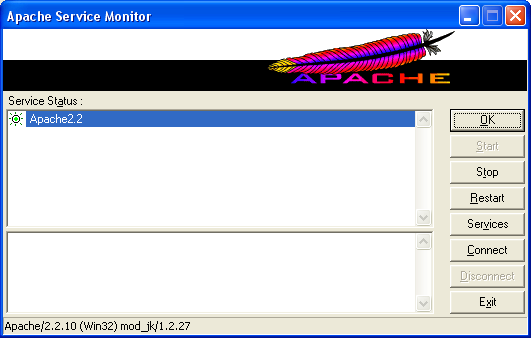 Apache Service Monitor
APACHE
Service Status :
Apache2.2
OK
Start
Stop
Restart
Services
Connect
Disconnect
Exit
Apache/2.2.10 (Win32) mod_jk/1.2.27